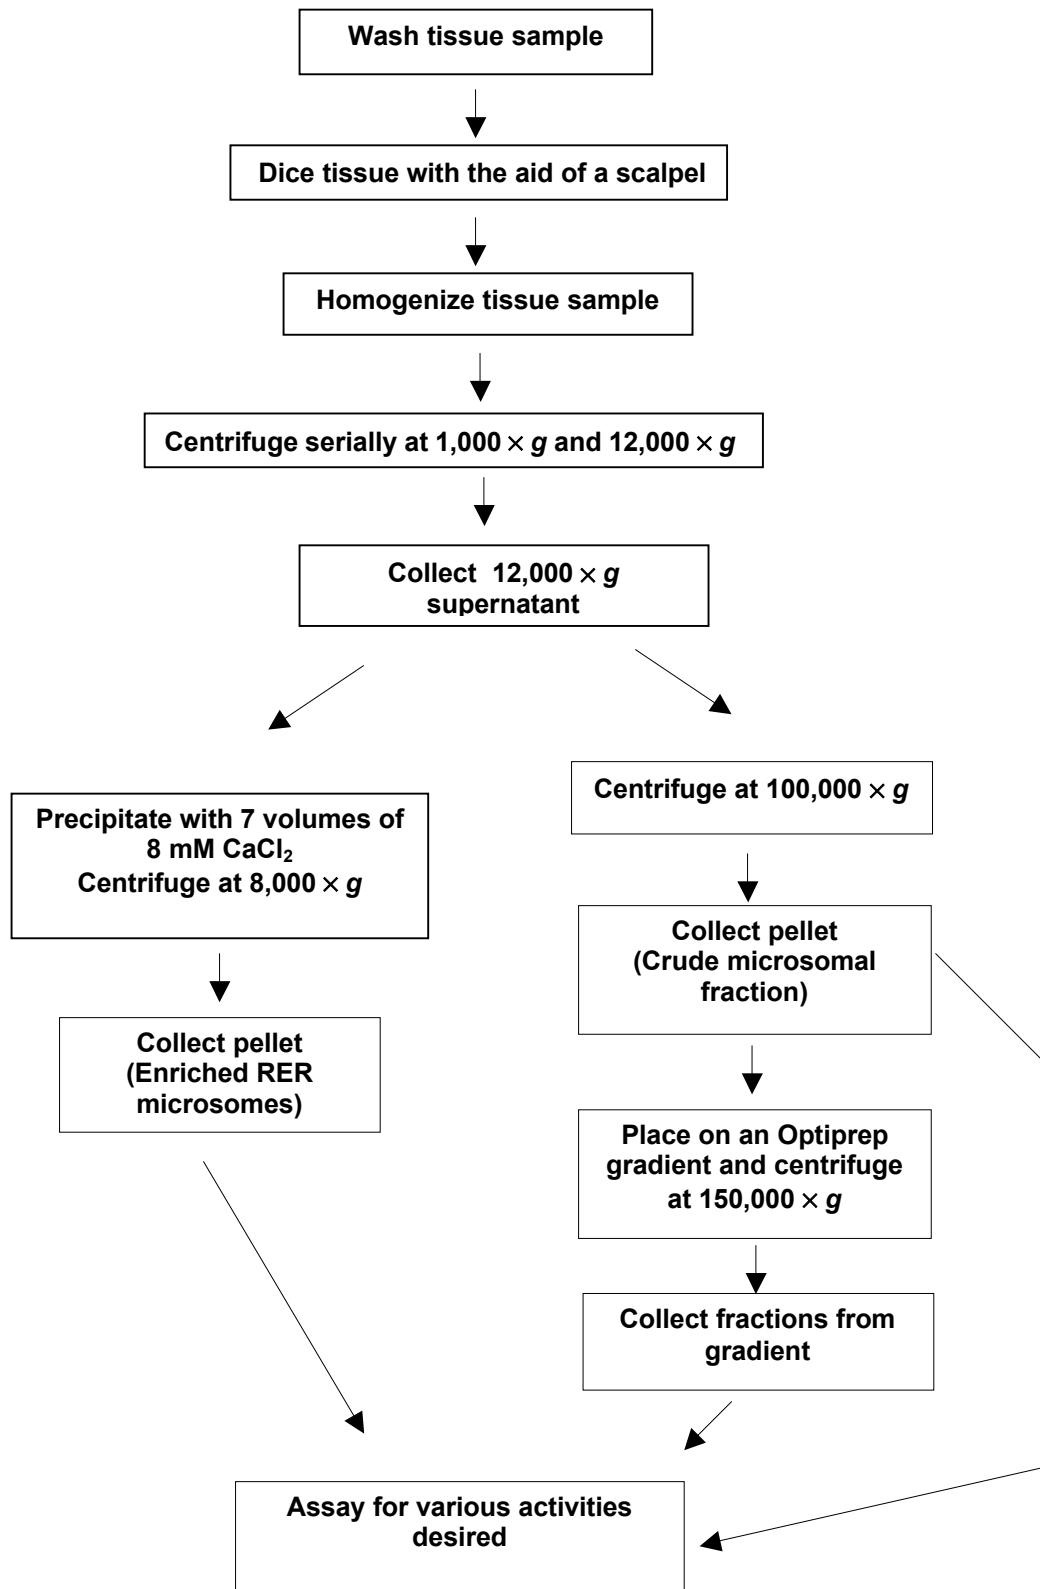 Wash tissue sample
Dice tissue with the aid of a scalpel
Homogenize tissue sample
Centrifuge serially at 1,000 × g and 12,000 × g
Collect 12,000 × g
supernatant
Precipitate with 7 volumes of
8 mM CaCl₂
Centrifuge at 8,000 × g
Collect pellet
(Enriched RER
microsomes)
Centrifuge at 100,000 × g
Collect pellet
(Crude microsomal
fraction)
Place on an Optiprep
gradient and centrifuge
at 150,000 × g
Collect fractions from
gradient
Assay for various activities
desired